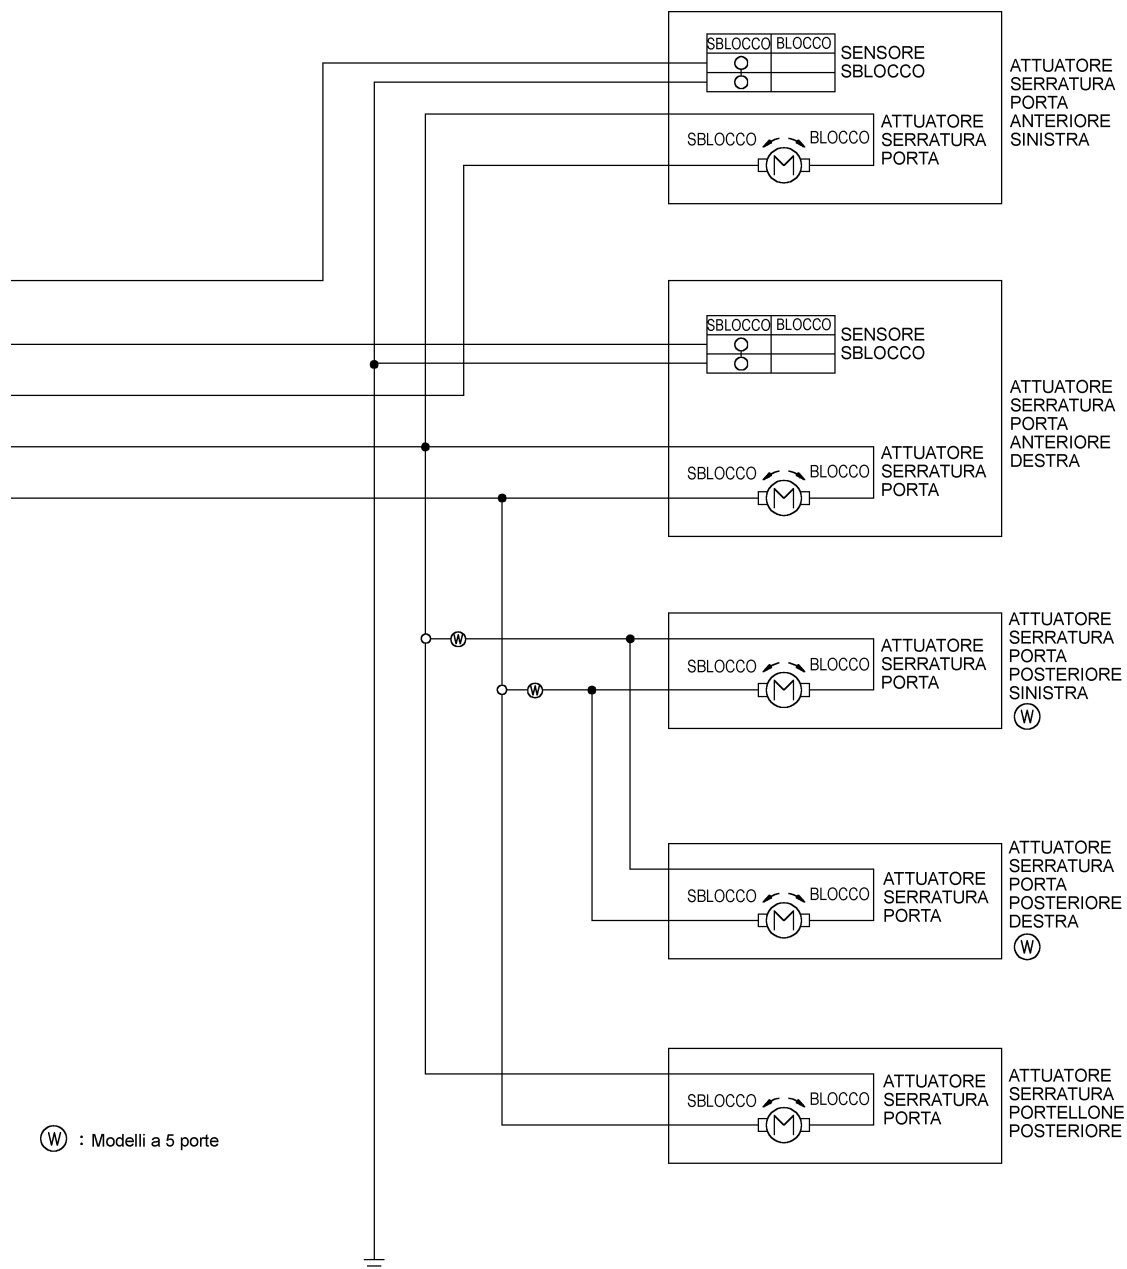 SBLOCCO BLOCCO
SENSORE
SBLOCCO
ATTUATORE
SERRATURA
PORTA
ANTERIORE
SINISTRA
SBLOCCO BLOCCO
M
ATTUATORE
SERRATURA
PORTA
SBLOCCO BLOCCO
SENSORE
SBLOCCO
ATTUATORE
SERRATURA
PORTA
ANTERIORE
DESTRA
SBLOCCO BLOCCO
M
ATTUATORE
SERRATURA
PORTA
W
W
SBLOCCO BLOCCO
M
ATTUATORE
SERRATURA
PORTA
ATTUATORE
SERRATURA
PORTA
POSTERIORE
SINISTRA
W
SBLOCCO BLOCCO
M
ATTUATORE
SERRATURA
PORTA
ATTUATORE
SERRATURA
PORTA
POSTERIORE
DESTRA
W
SBLOCCO BLOCCO
M
ATTUATORE
SERRATURA
PORTA
ATTUATORE
SERRATURA
PORTELLONE
POSTERIORE
W : Modelli a 5 porte